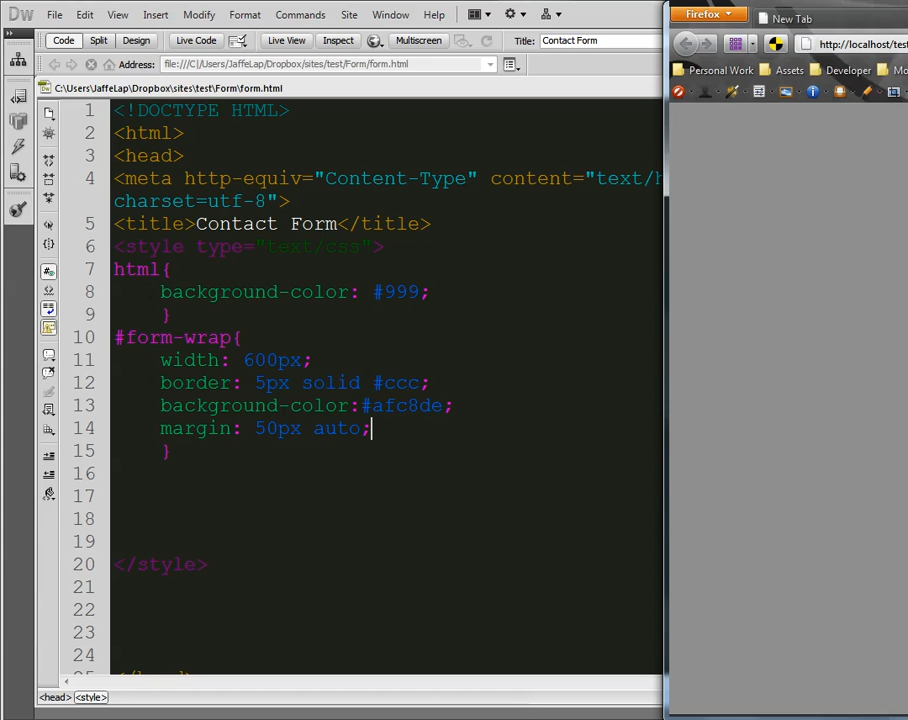 Dw File Edit View Insert Modify Format Commands Site Window Help
Firefox
New Tab
Code Split Design Live Code Live View Inspect Multiscreen Title: Contact Form
http://localhost/test
Address: file:///C|/Users/JaffeLap/Dropbox/sites/test/Form/form.html
Personal Work Assets Developer Mo
C:\Users\JaffeLap\Dropbox\sites\test\Form\form.html
1 <!DOCTYPE HTML>
2 <html>
3 <head>
4 <meta http-equiv="Content-Type" content="text/h
charset=utf-8">
5 <title>Contact Form</title>
6 <style type="text/css">
7 html{
8 background-color: #999;
9 }
10 #form-wrap{
11 width: 600px;
12 border: 5px solid #ccc;
13 background-color:#afc8de;
14 margin: 50px auto;
15 }
16
17
18
19
20 </style>
21
22
23
24
25 </head>
<head> <style>